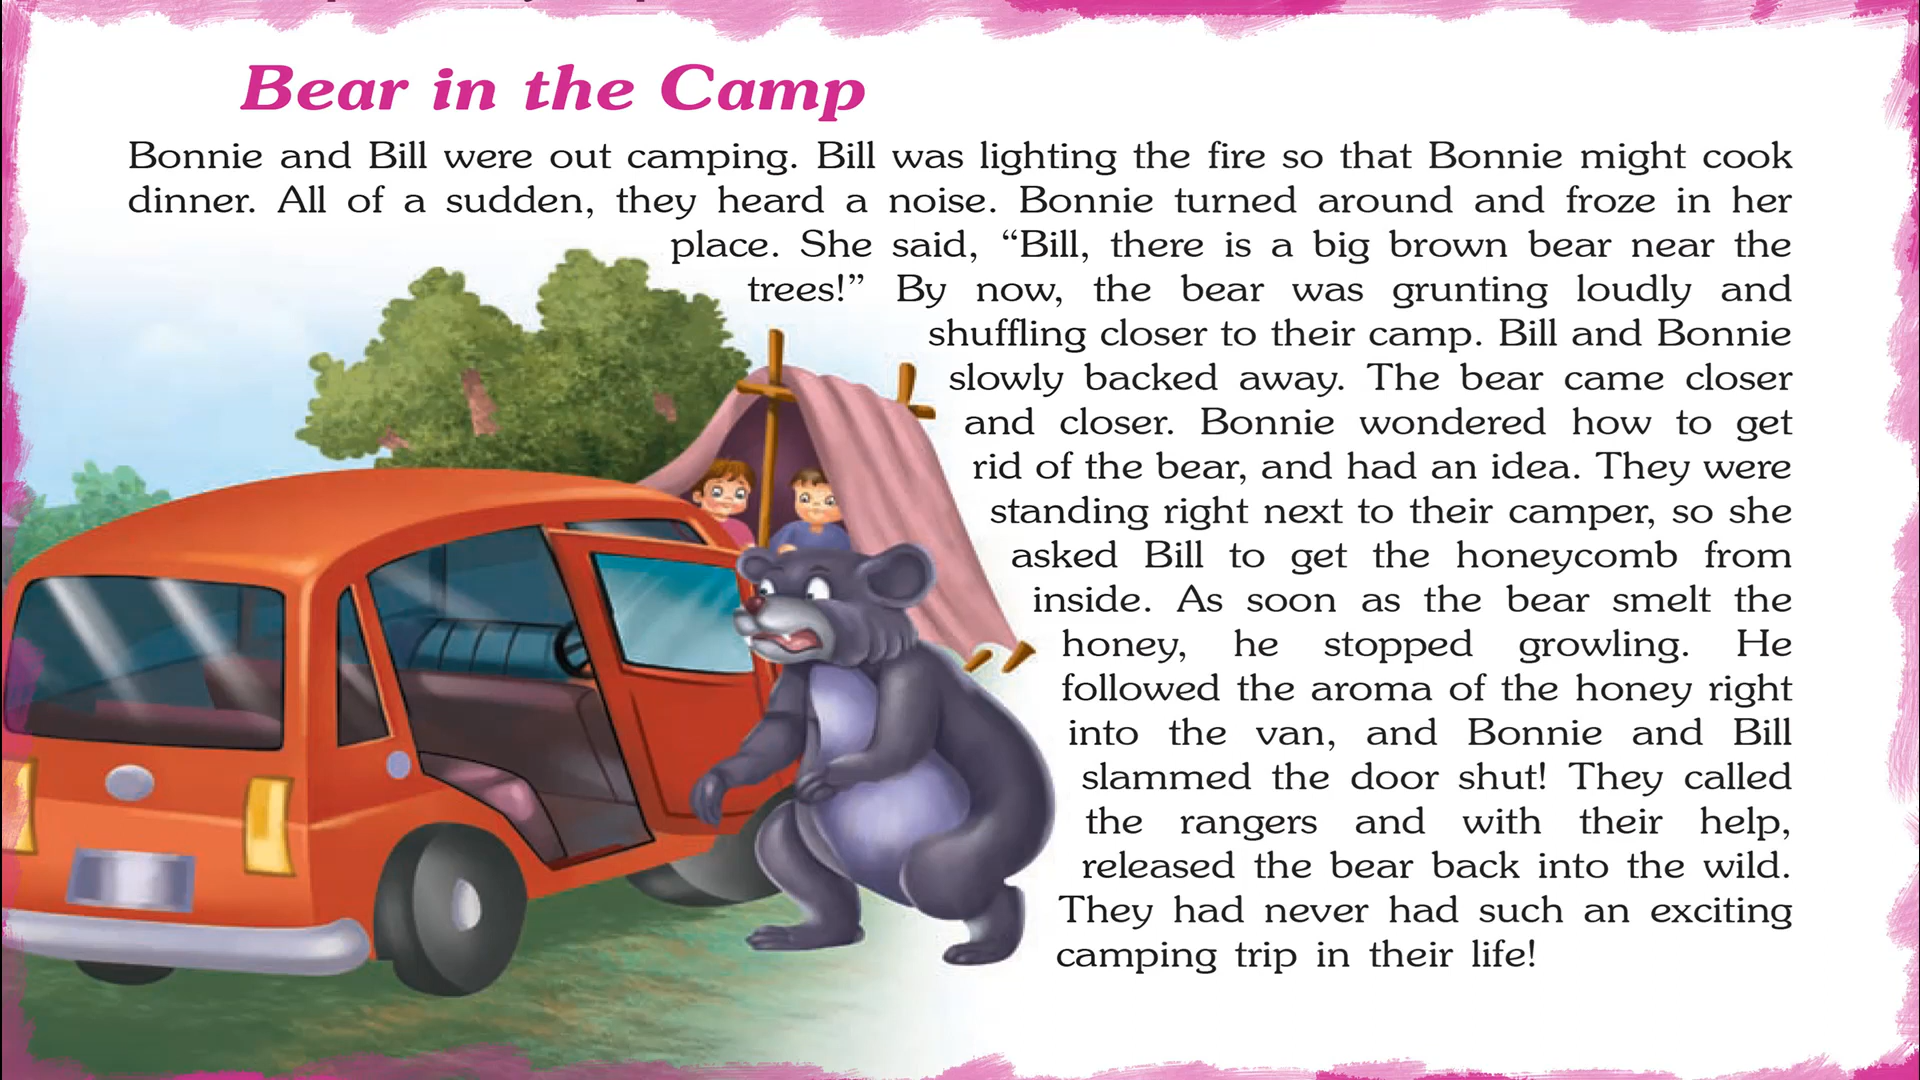 Bear in the Camp
Bonnie and Bill were out camping. Bill was lighting the fire so that Bonnie might cook
dinner. All of a sudden, they heard a noise. Bonnie turned around and froze in her
place. She said, “Bill, there is a big brown bear near the
trees!” By now, the bear was grunting loudly and
shuffling closer to their camp. Bill and Bonnie
slowly backed away. The bear came closer
and closer. Bonnie wondered how to get
rid of the bear, and had an idea. They were
standing right next to their camper, so she
asked Bill to get the honeycomb from
inside. As soon as the bear smelt the
honey, he stopped growling. He
followed the aroma of the honey right
into the van, and Bonnie and Bill
slammed the door shut! They called
the rangers and with their help,
released the bear back into the wild.
They had never had such an exciting
camping trip in their life!